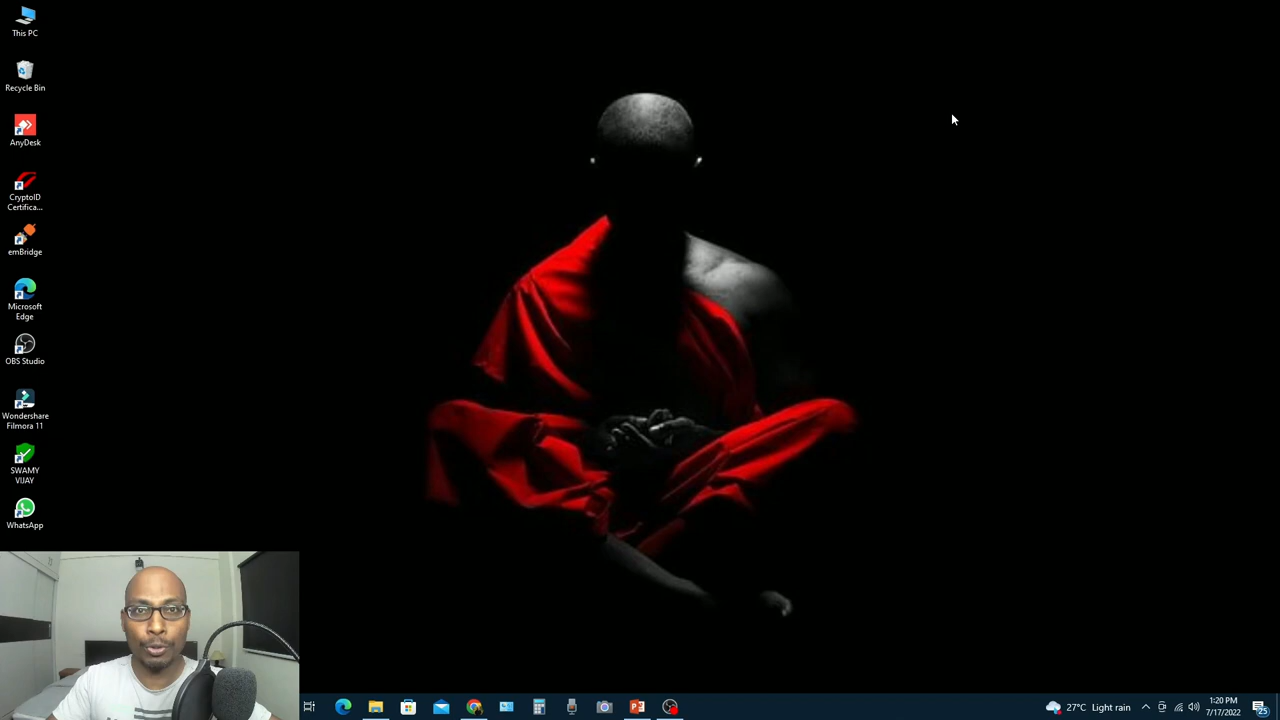 This PC
Recycle Bin
AnyDesk
CryptoID
Certifica...
emBridge
Microsoft
Edge
OBS Studio
Wondershare
Filmora 11
SWAMY
VIJAY
WhatsApp
27°C Light rain
1:20 PM
7/17/2022
25